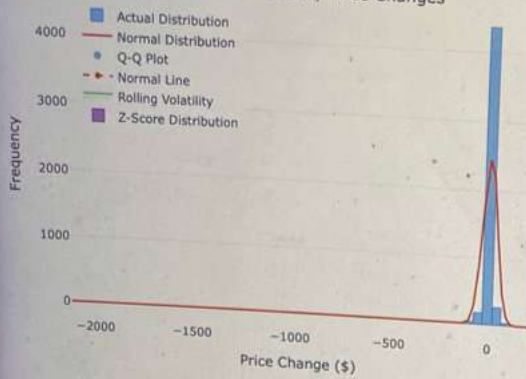 Changes
Actual Distribution
Normal Distribution
Q-Q Plot
Normal Line
Rolling Volatility
Z-Score Distribution
4000
3000
2000
1000
0
Frequency
−2000
−1500
−1000
−500
0
Price Change ($)